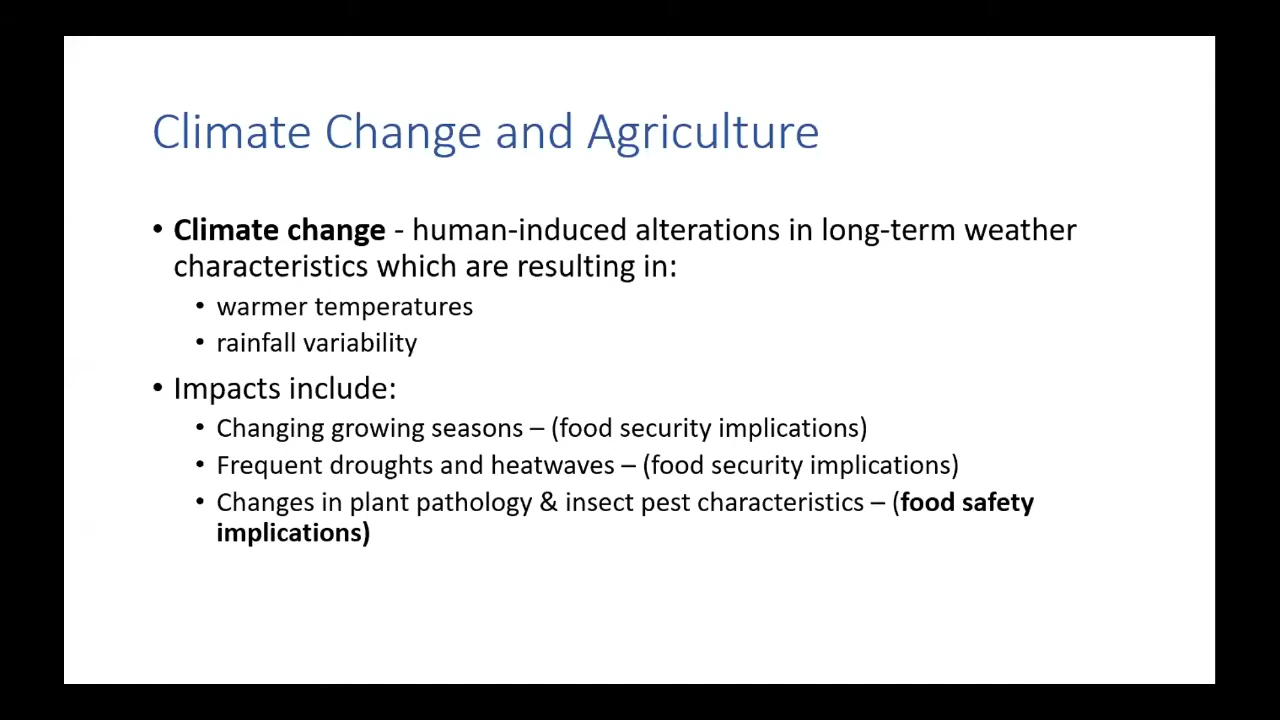 Climate Change and Agriculture
• Climate change - human-induced alterations in long-term weather
characteristics which are resulting in:
• warmer temperatures
• rainfall variability
• Impacts include:
• Changing growing seasons – (food security implications)
• Frequent droughts and heatwaves – (food security implications)
• Changes in plant pathology & insect pest characteristics – (food safety
implications)